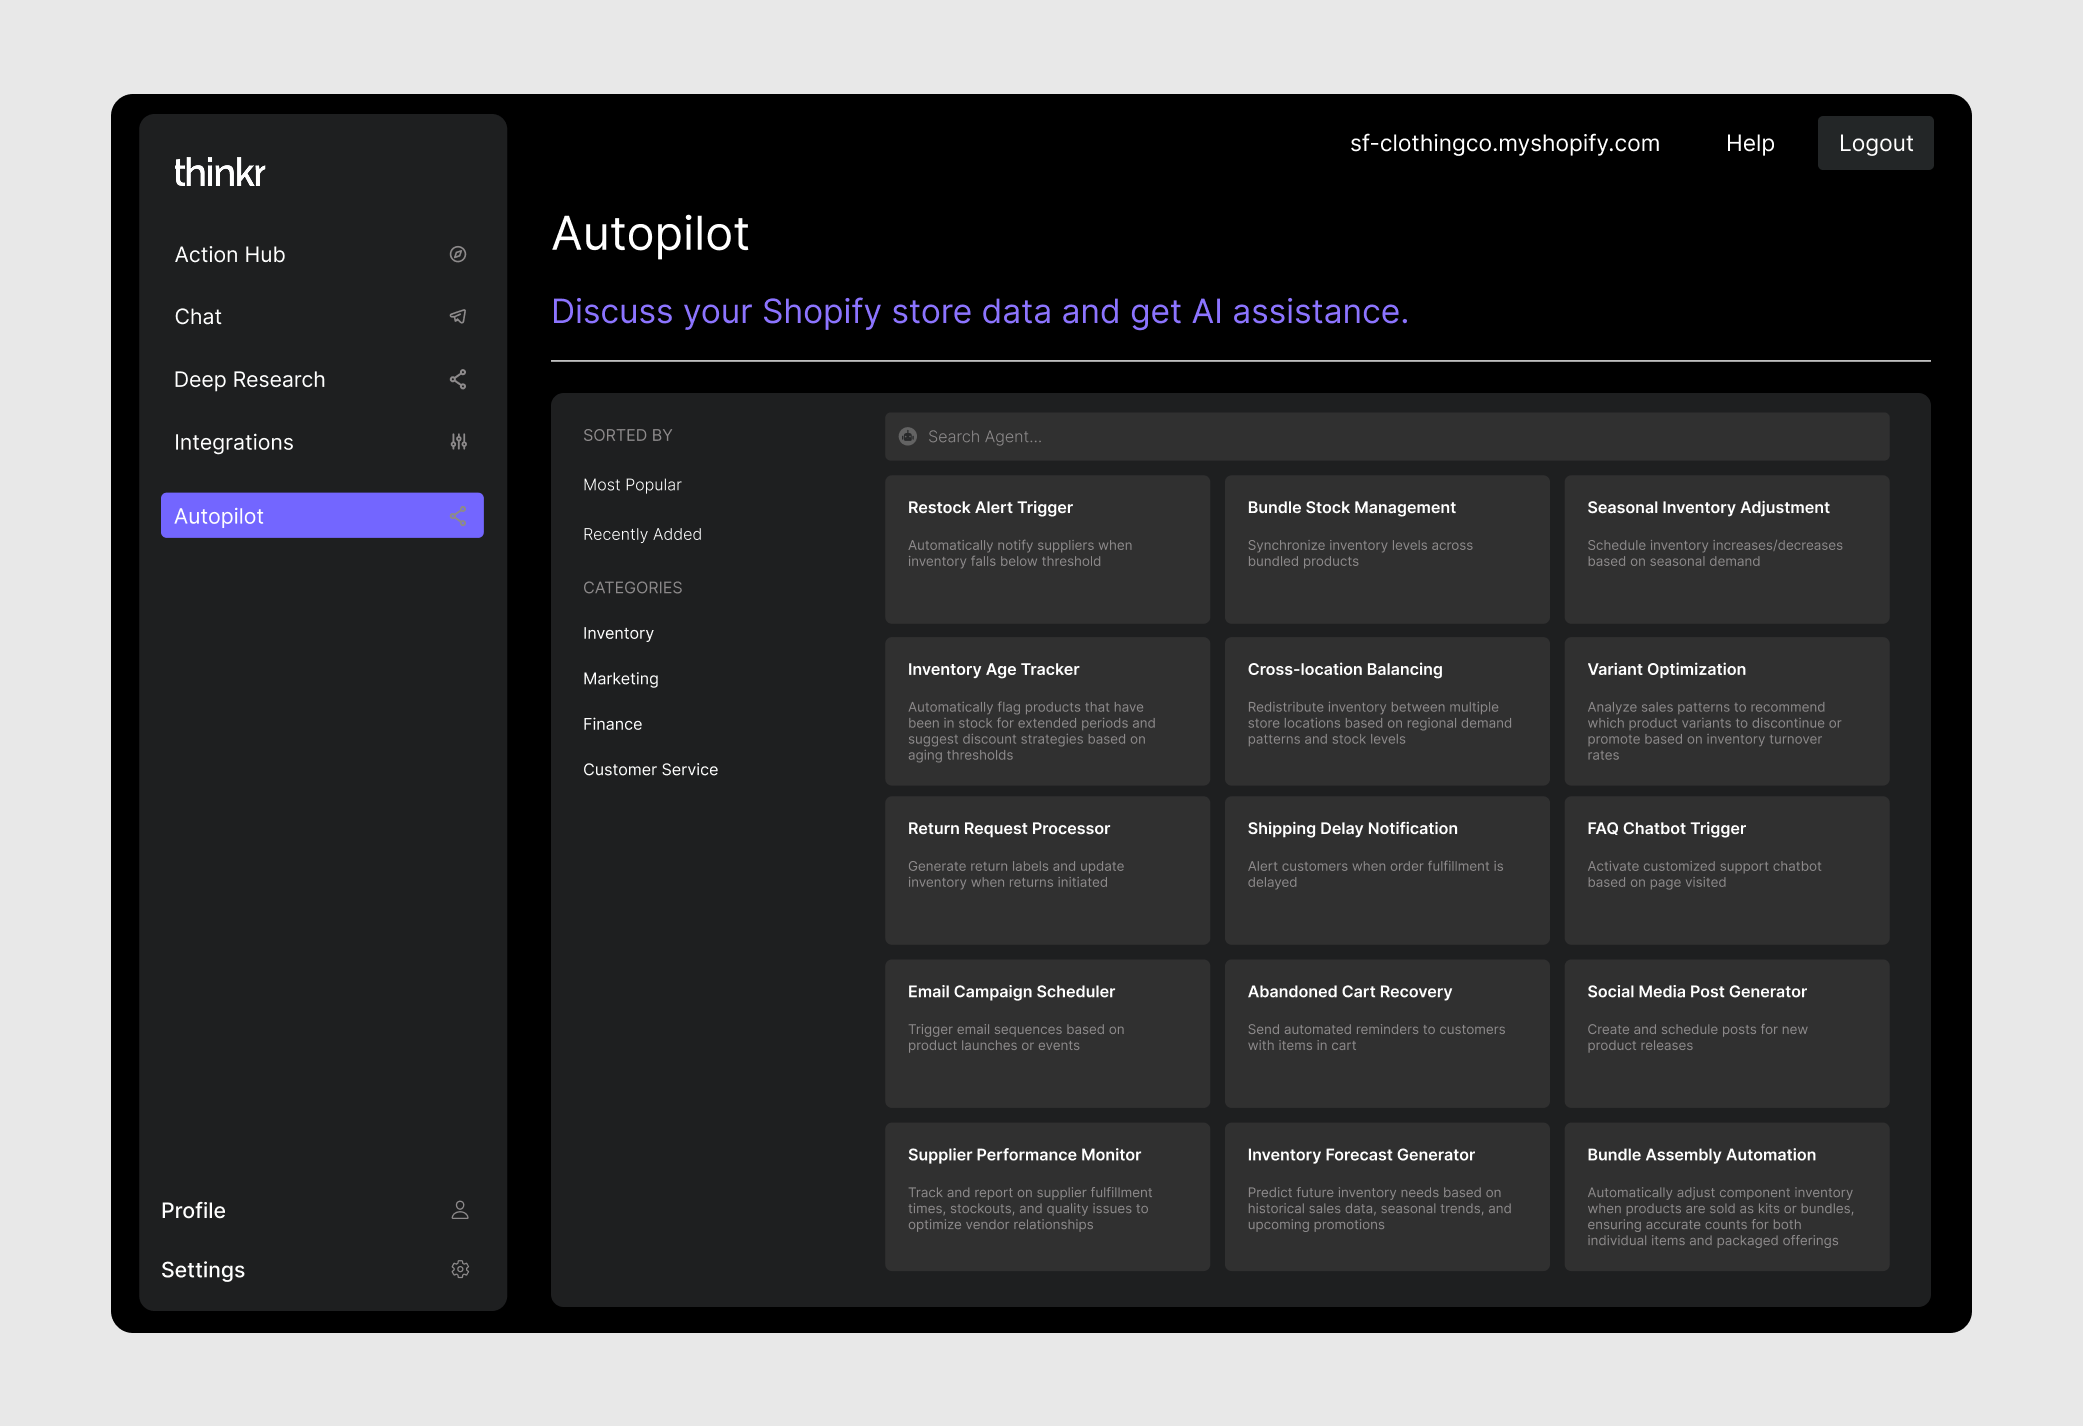 thinkr
Action Hub
Chat
Deep Research
Integrations
Autopilot
Profile
Settings
sf-clothingco.myshopify.com
Help
Logout
Autopilot
Discuss your Shopify store data and get AI assistance.
SORTED BY
Most Popular
Recently Added
CATEGORIES
Inventory
Marketing
Finance
Customer Service
Search Agent...
Restock Alert Trigger
Automatically notify suppliers when
inventory falls below threshold
Bundle Stock Management
Synchronize inventory levels across
bundled products
Seasonal Inventory Adjustment
Schedule inventory increases/decreases
based on seasonal demand
Inventory Age Tracker
Automatically flag products that have
been in stock for extended periods and
suggest discount strategies based on
aging thresholds
Cross-location Balancing
Redistribute inventory between multiple
store locations based on regional demand
patterns and stock levels
Variant Optimization
Analyze sales patterns to recommend
which product variants to discontinue or
promote based on inventory turnover
rates
Return Request Processor
Generate return labels and update
inventory when returns initiated
Shipping Delay Notification
Alert customers when order fulfillment is
delayed
FAQ Chatbot Trigger
Activate customized support chatbot
based on page visited
Email Campaign Scheduler
Trigger email sequences based on
product launches or events
Abandoned Cart Recovery
Send automated reminders to customers
with items in cart
Social Media Post Generator
Create and schedule posts for new
product releases
Supplier Performance Monitor
Track and report on supplier fulfillment
times, stockouts, and quality issues to
optimize vendor relationships
Inventory Forecast Generator
Predict future inventory needs based on
historical sales data, seasonal trends, and
upcoming promotions
Bundle Assembly Automation
Automatically adjust component inventory
when products are sold as kits or bundles,
ensuring accurate counts for both
individual items and packaged offerings